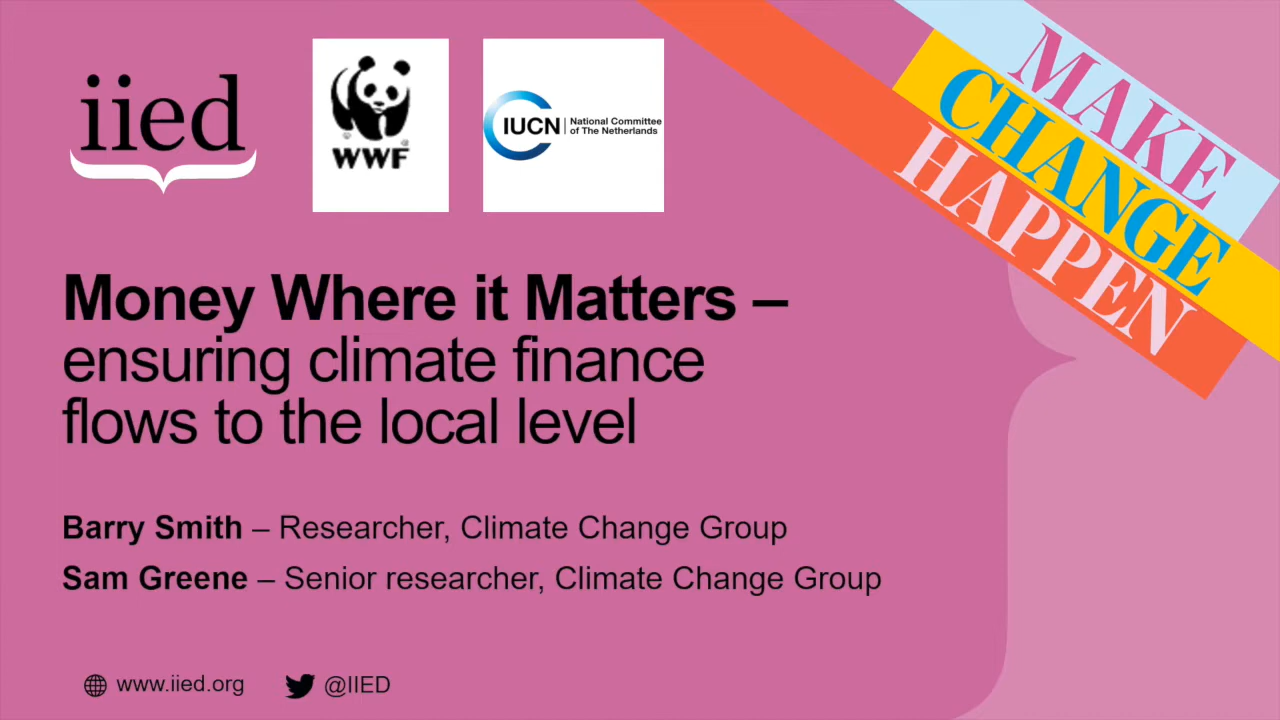 iied
WWF
IUCN
National Committee
of The Netherlands
MAKE
CHANGE
HAPPEN
Money Where it Matters –
ensuring climate finance
flows to the local level
Barry Smith – Researcher, Climate Change Group
Sam Greene – Senior researcher, Climate Change Group
www.iied.org
@IIED